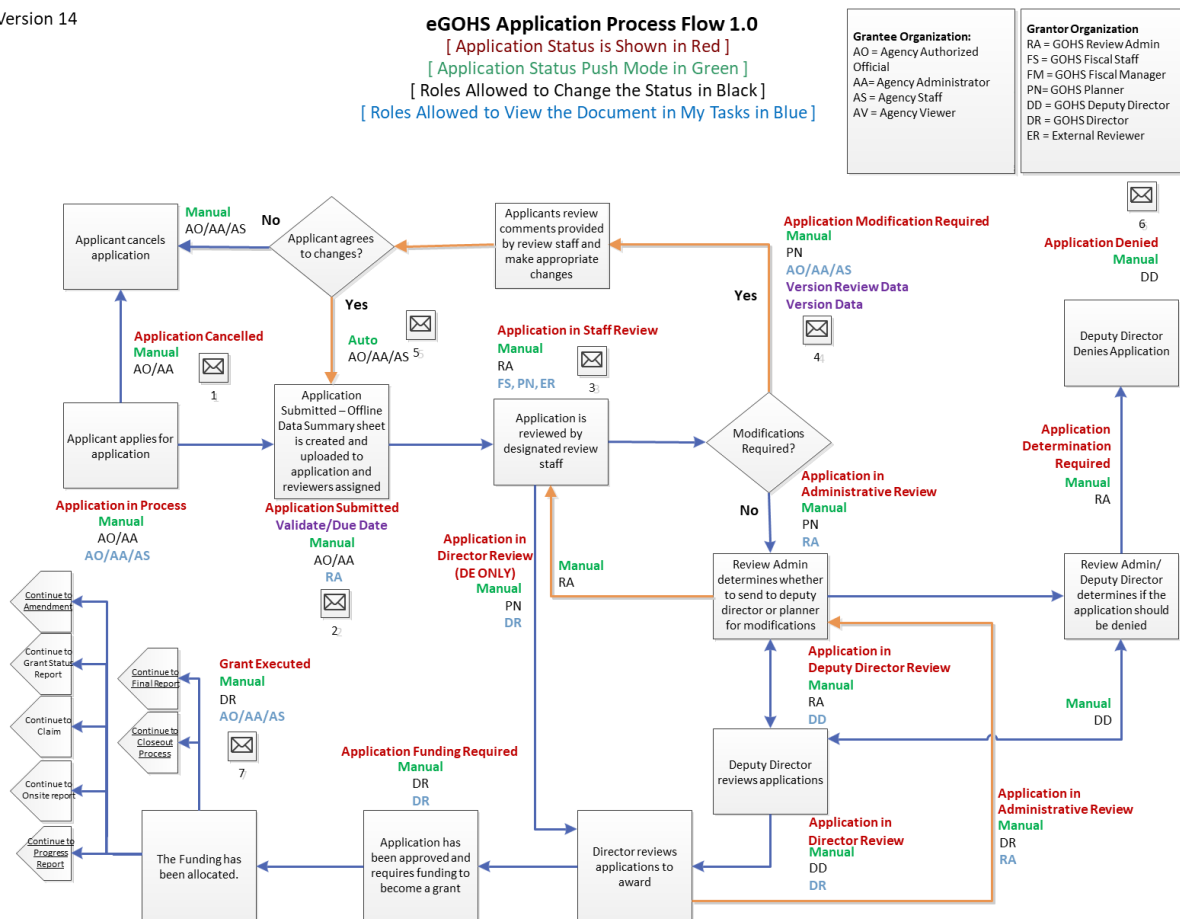 Version 14
eGOHS Application Process Flow 1.0
[ Application Status is Shown in Red ]
[ Application Status Push Mode in Green ]
[ Roles Allowed to Change the Status in Black ]
[ Roles Allowed to View the Document in My Tasks in Blue ]
Grantee Organization:
AO = Agency Authorized
Official
AA= Agency Administrator
AS = Agency Staff
AV = Agency Viewer
Grantor Organization
RA = GOHS Review Admin
FS = GOHS Fiscal Staff
FM = GOHS Fiscal Manager
PN= GOHS Planner
DD = GOHS Deputy Director
DR = GOHS Director
ER = External Reviewer
Applicant cancels
application
Manual
AO/AA/AS
No
Applicant agrees
to changes?
Yes
Auto
AO/AA/AS
5
Applicants review
comments provided
by review staff and
make appropriate
changes
Application Modification Required
Manual
PN
AO/AA/AS
Version Review Data
Version Data
4
Yes
6
Application Denied
Manual
DD
Deputy Director
Denies Application
Application Cancelled
Manual
AO/AA
1
Applicant applies for
application
Application in Process
Manual
AO/AA
AO/AA/AS
Application
Submitted – Offline
Data Summary sheet
is created and
uploaded to
application and
reviewers assigned
Application Submitted
Validate/Due Date
Manual
AO/AA
RA
2
Application in Staff Review
Manual
RA
FS, PN, ER
3
Application is
reviewed by
designated review
staff
Modifications
Required?
No
Application in
Administrative Review
Manual
PN
RA
Application
Determination
Required
Manual
RA
Application in
Director Review
(DE ONLY)
Manual
PN
DR
Manual
RA
Review Admin
determines whether
to send to deputy
director or planner
for modifications
Review Admin/
Deputy Director
determines if the
application should
be denied
Application in
Deputy Director Review
Manual
RA
DD
Manual
DD
Deputy Director
reviews applications
Application in
Director Review
Manual
DD
DR
Application in
Administrative Review
Manual
DR
RA
Director reviews
applications to
award
Application Funding Required
Manual
DR
DR
Application has
been approved and
requires funding to
become a grant
Grant Executed
Manual
DR
AO/AA/AS
7
The Funding has
been allocated.
Continue to
Final Report
Continue to
Closeout
Process
Continue to
Amendment
Continue to
Grant Status
Report
Continue to
Claim
Continue to
Onsite report
Continue to
Progress
Report